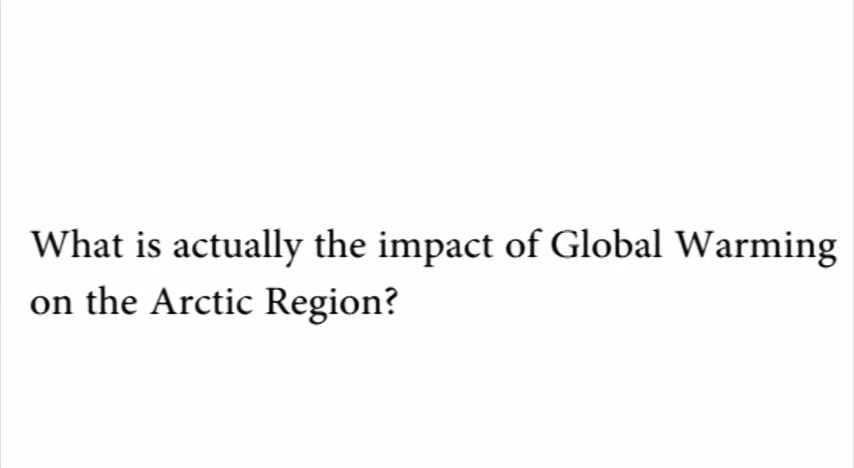 What is actually the impact of Global Warming
on the Arctic Region?